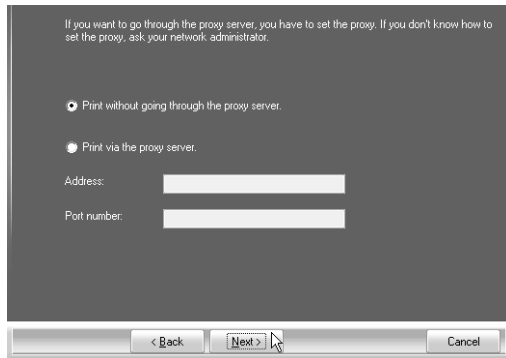 If you want to go through the proxy server, you have to set the proxy. If you don't know how to
set the proxy, ask your network administrator.
Print without going through the proxy server.
Print via the proxy server.
Address:
Port number:
< Back Next > Cancel